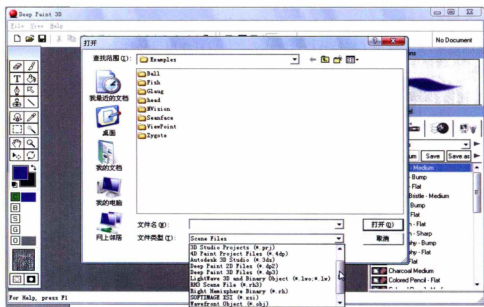 Deep Paint 3D
File View Help
No Document
打开
查找范围(I):
Examples
Ball
Fish
Glaug
head
NVision
Seanface
ViewPoint
Zygote
我最近的文档
桌面
我的文档
我的电脑
网上邻居
文件名(N):
文件类型(T):
Scene Files
打开(O)
取消
3D Studio Projects (*.prj)
4D Paint Project Files (*.4dp)
Autodesk 3D Studio (*.3ds)
Deep Paint 2D Files (*.dp2)
Deep Paint 3D Files (*.dp3)
Lightwave 3D and Binary Object (*.lwo;*.lw)
RH3 Scene File (*.rh3)
Right Hemisphere Binary (*.rh)
SOFTIMAGE XSI (*.xsi)
Wavefront Object (*.obj)
Save
Save as
- Medium
- Bump
- Flat
Bristle - Medium
Bump
Flat
- Flat
- Sharp
- Bump
- Flat
Charcoal Medium
Colored Pencil - Flat
T
B
S
G
O
For Help, press F1